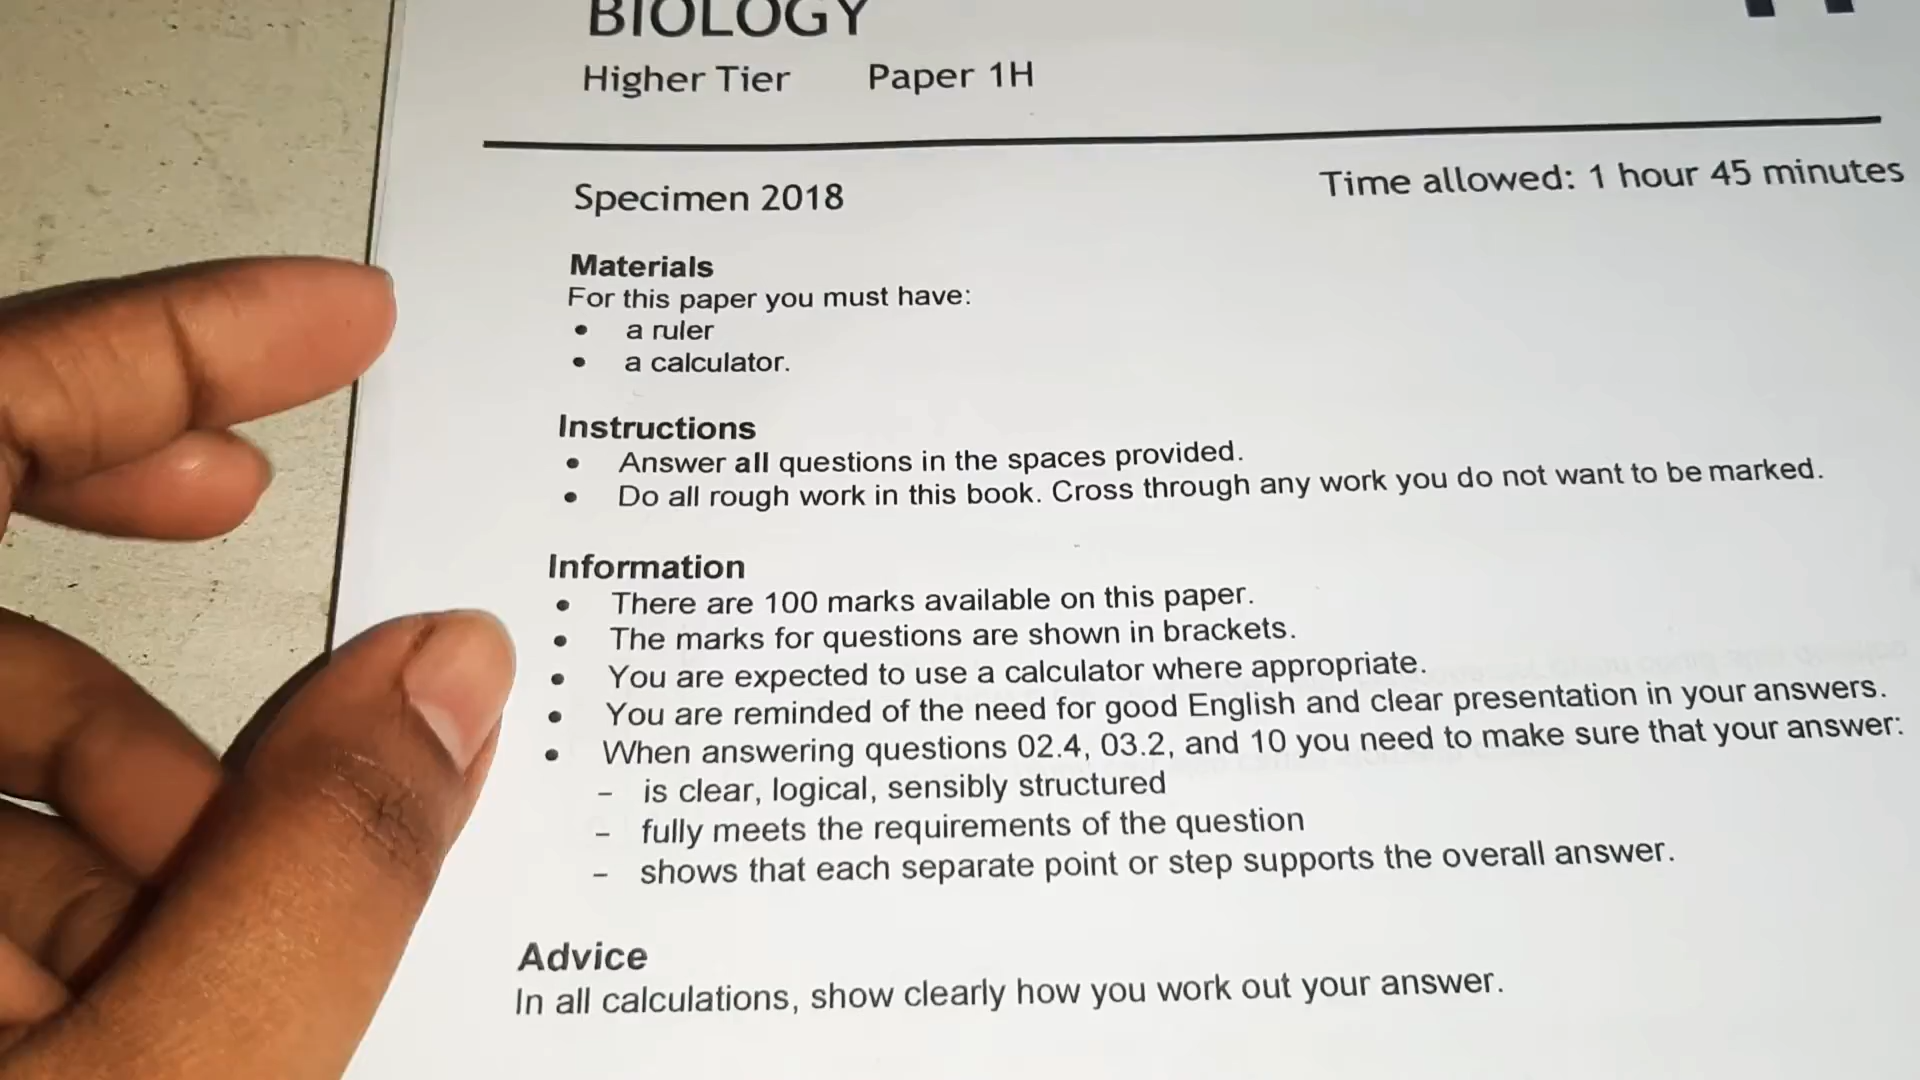 BIOLOGY
Higher Tier Paper 1H
Specimen 2018
Time allowed: 1 hour 45 minutes
Materials
For this paper you must have:
• a ruler
• a calculator.
Instructions
• Answer all questions in the spaces provided.
• Do all rough work in this book. Cross through any work you do not want to be marked.
Information
• There are 100 marks available on this paper.
• The marks for questions are shown in brackets.
• You are expected to use a calculator where appropriate.
• You are reminded of the need for good English and clear presentation in your answers.
• When answering questions 02.4, 03.2, and 10 you need to make sure that your answer:
– is clear, logical, sensibly structured
– fully meets the requirements of the question
– shows that each separate point or step supports the overall answer.
Advice
In all calculations, show clearly how you work out your answer.